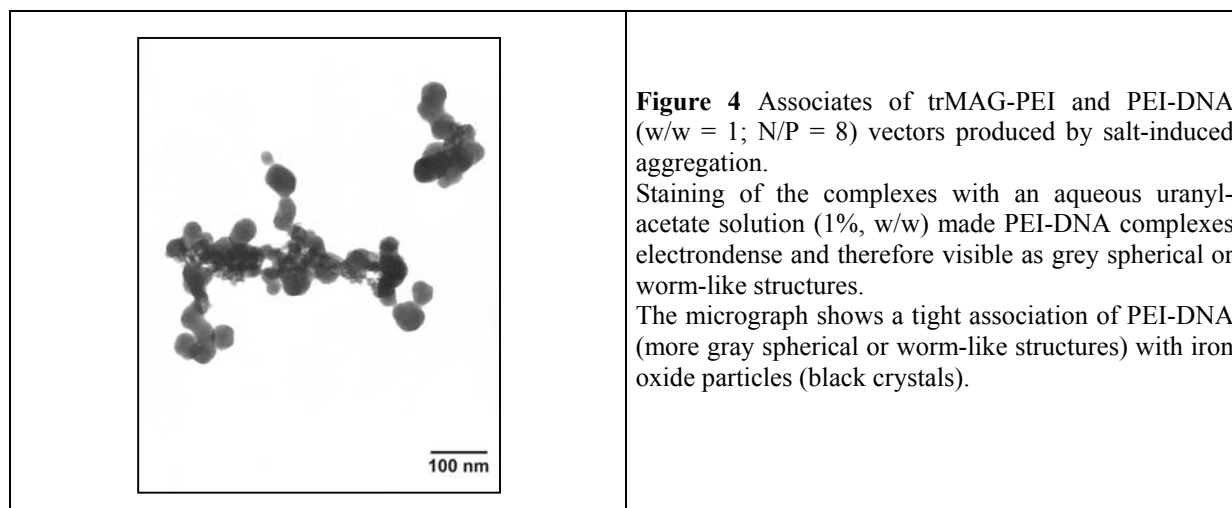 100 nm
Figure 4 Associates of trMAG-PEI and PEI-DNA
(w/w = 1; N/P = 8) vectors produced by salt-induced
aggregation.
Staining of the complexes with an aqueous uranyl-
acetate solution (1%, w/w) made PEI-DNA complexes
electrondense and therefore visible as grey spherical or
worm-like structures.
The micrograph shows a tight association of PEI-DNA
(more gray spherical or worm-like structures) with iron
oxide particles (black crystals).